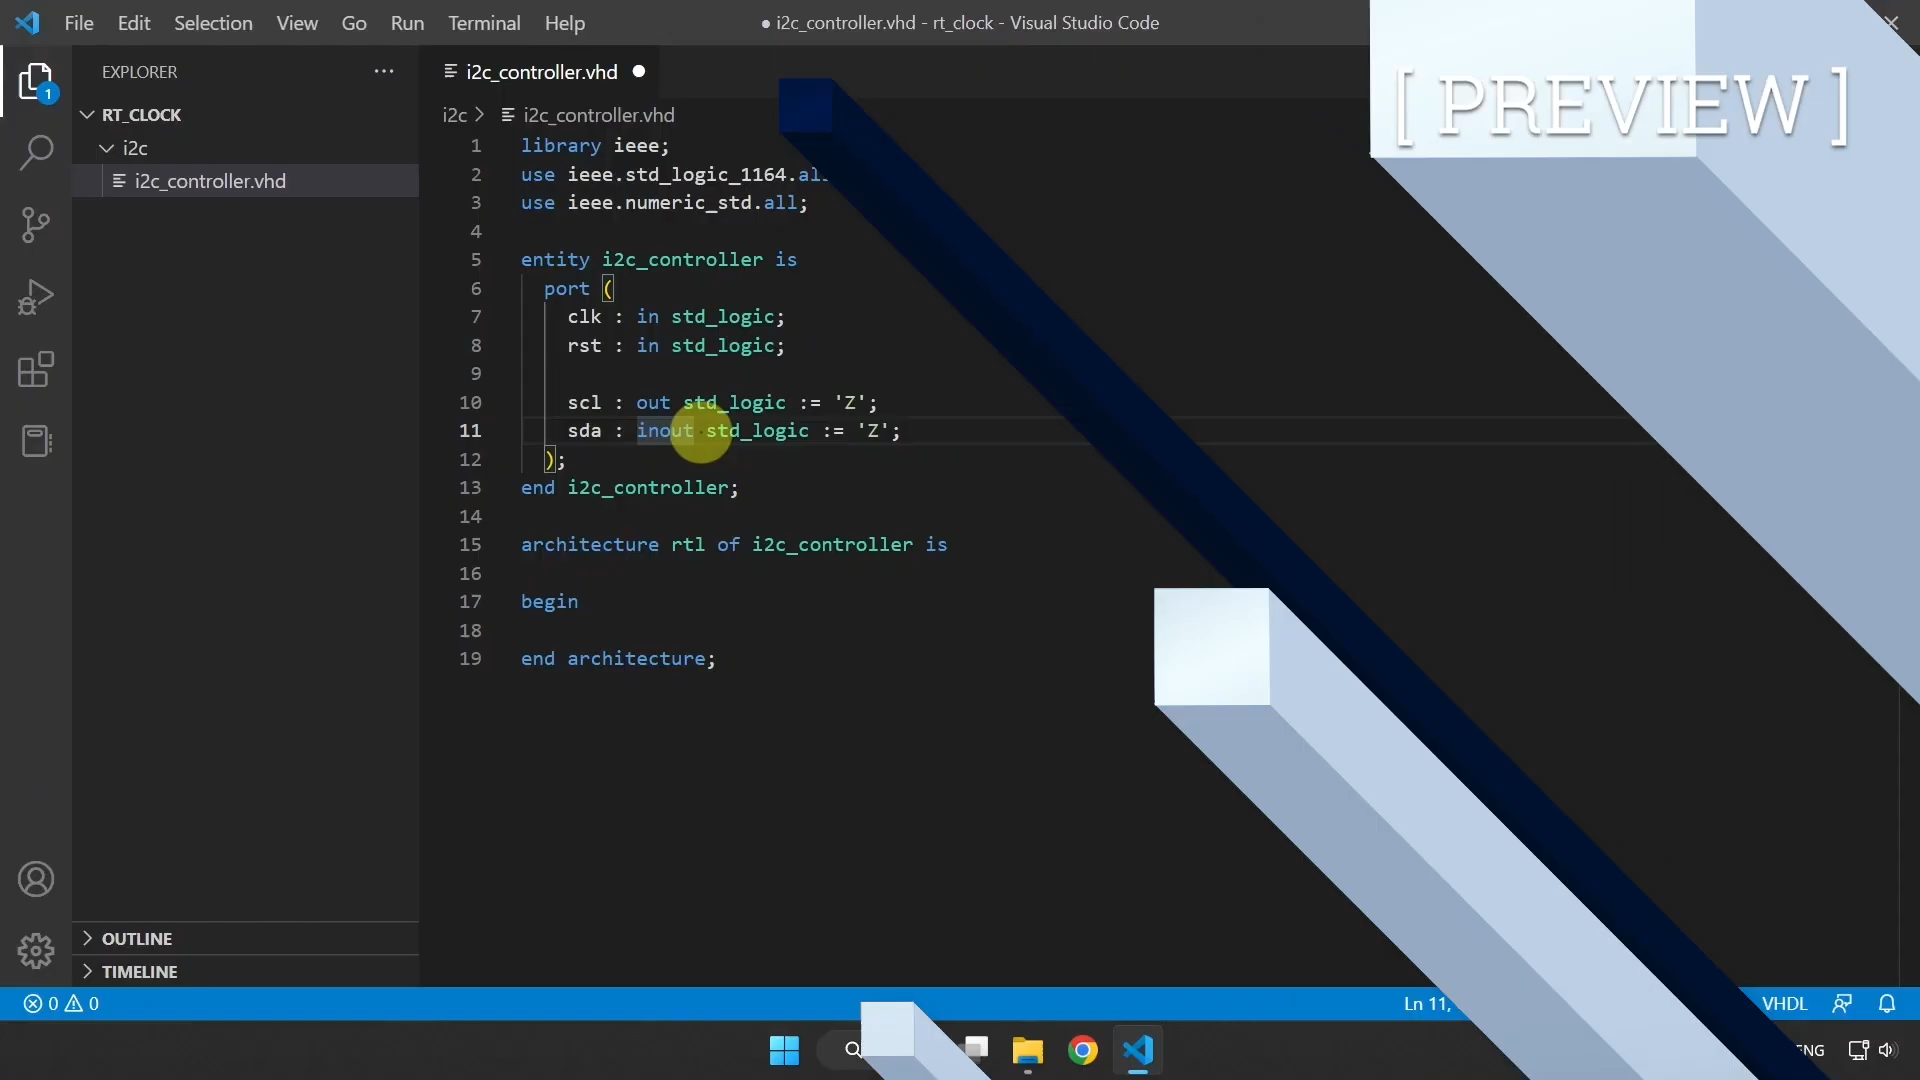 File Edit Selection View Go Run Terminal Help
● i2c_controller.vhd - rt_clock - Visual Studio Code
[ PREVIEW ]
EXPLORER ···
1
RT_CLOCK
i2c
i2c_controller.vhd
i2c_controller.vhd
i2c > i2c_controller.vhd
1 library ieee;
2 use ieee.std_logic_1164.all
3 use ieee.numeric_std.all;
4
5 entity i2c_controller is
6 port (
7 clk : in std_logic;
8 rst : in std_logic;
9
10 scl : out std_logic := 'Z';
11 sda : inout std_logic := 'Z';
12 );
13 end i2c_controller;
14
15 architecture rtl of i2c_controller is
16
17 begin
18
19 end architecture;
OUTLINE
TIMELINE
0 0
Ln 11,
VHDL
ENG